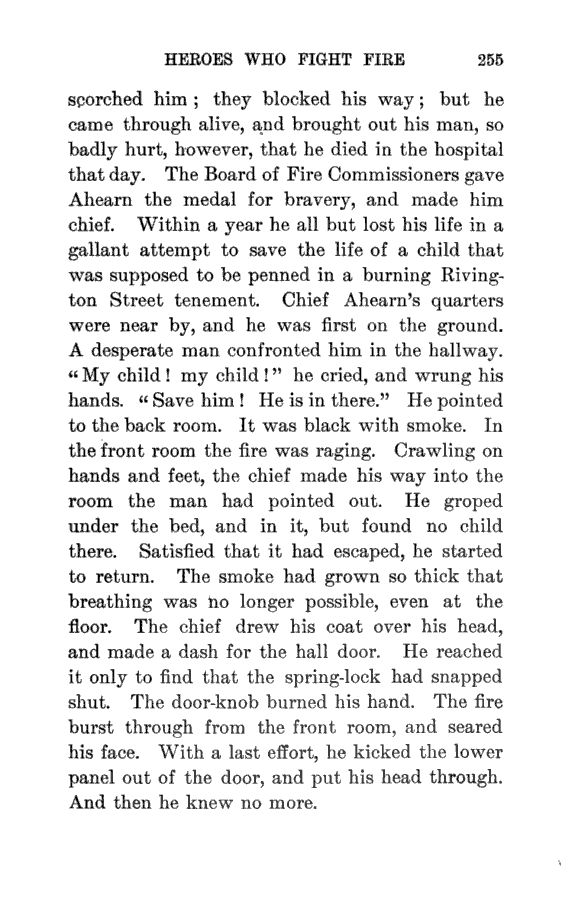 HEROES WHO FIGHT FIRE 255
scorched him ; they blocked his way ; but he
came through alive, and brought out his man, so
badly hurt, however, that he died in the hospital
that day. The Board of Fire Commissioners gave
Ahearn the medal for bravery, and made him
chief. Within a year he all but lost his life in a
gallant attempt to save the life of a child that
was supposed to be penned in a burning Riving-
ton Street tenement. Chief Ahearn's quarters
were near by, and he was first on the ground.
A desperate man confronted him in the hallway.
“My child ! my child !” he cried, and wrung his
hands. “Save him ! He is in there.” He pointed
to the back room. It was black with smoke. In
the front room the fire was raging. Crawling on
hands and feet, the chief made his way into the
room the man had pointed out. He groped
under the bed, and in it, but found no child
there. Satisfied that it had escaped, he started
to return. The smoke had grown so thick that
breathing was no longer possible, even at the
floor. The chief drew his coat over his head,
and made a dash for the hall door. He reached
it only to find that the spring-lock had snapped
shut. The door-knob burned his hand. The fire
burst through from the front room, and seared
his face. With a last effort, he kicked the lower
panel out of the door, and put his head through.
And then he knew no more.